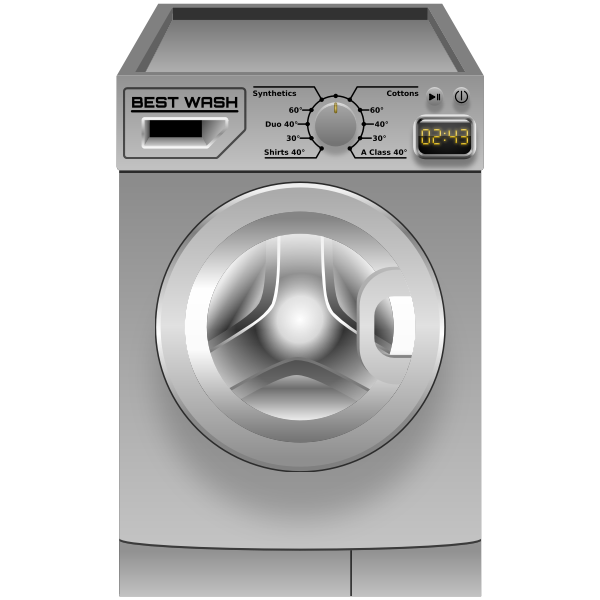 BEST WASH
Synthetics
60°
Duo 40°
30°
Shirts 40°
Cottons
60°
40°
30°
A Class 40°
02:43